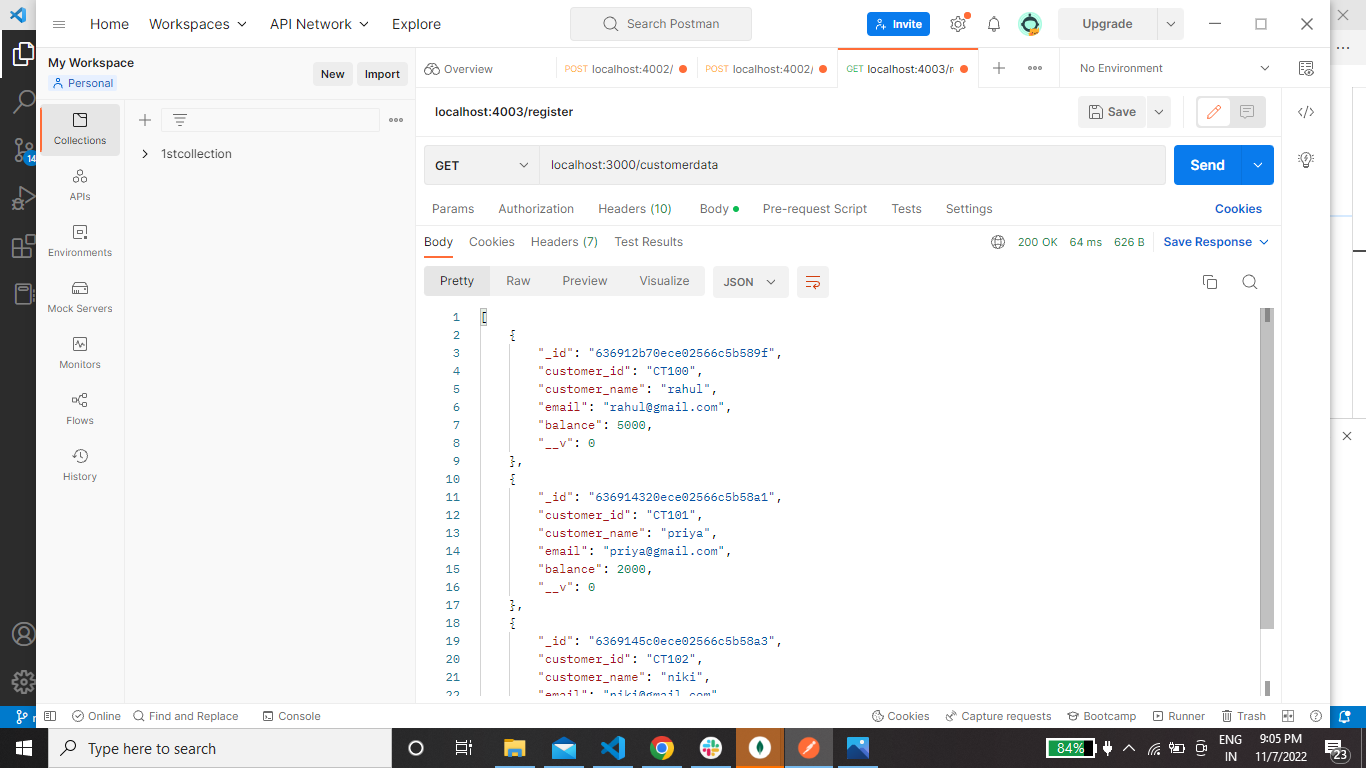 Home Workspaces API Network Explore Search Postman Invite Upgrade
My Workspace
Personal
New Import
Overview POST localhost:4002/ POST localhost:4002/ GET localhost:4003/r No Environment
localhost:4003/register Save
Collections
APIs
Environments
Mock Servers
Monitors
Flows
History
14
1stcollection
GET localhost:3000/customerdata Send
Params Authorization Headers (10) Body Pre-request Script Tests Settings Cookies
Body Cookies Headers (7) Test Results 200 OK 64 ms 626 B Save Response
Pretty Raw Preview Visualize JSON
1 [
2 {
3 "_id": "636912b70ece02566c5b589f",
4 "customer_id": "CT100",
5 "customer_name": "rahul",
6 "email": "rahul@gmail.com",
7 "balance": 5000,
8 "__v": 0
9 },
10 {
11 "_id": "636914320ece02566c5b58a1",
12 "customer_id": "CT101",
13 "customer_name": "priya",
14 "email": "priya@gmail.com",
15 "balance": 2000,
16 "__v": 0
17 },
18 {
19 "_id": "6369145c0ece02566c5b58a3",
20 "customer_id": "CT102",
21 "customer_name": "niki",
22 "email": "niki@gmail.com"
Online Find and Replace Console Cookies Capture requests Bootcamp Runner Trash
Type here to search 84% ENG 9:05 PM
IN 11/7/2022 23